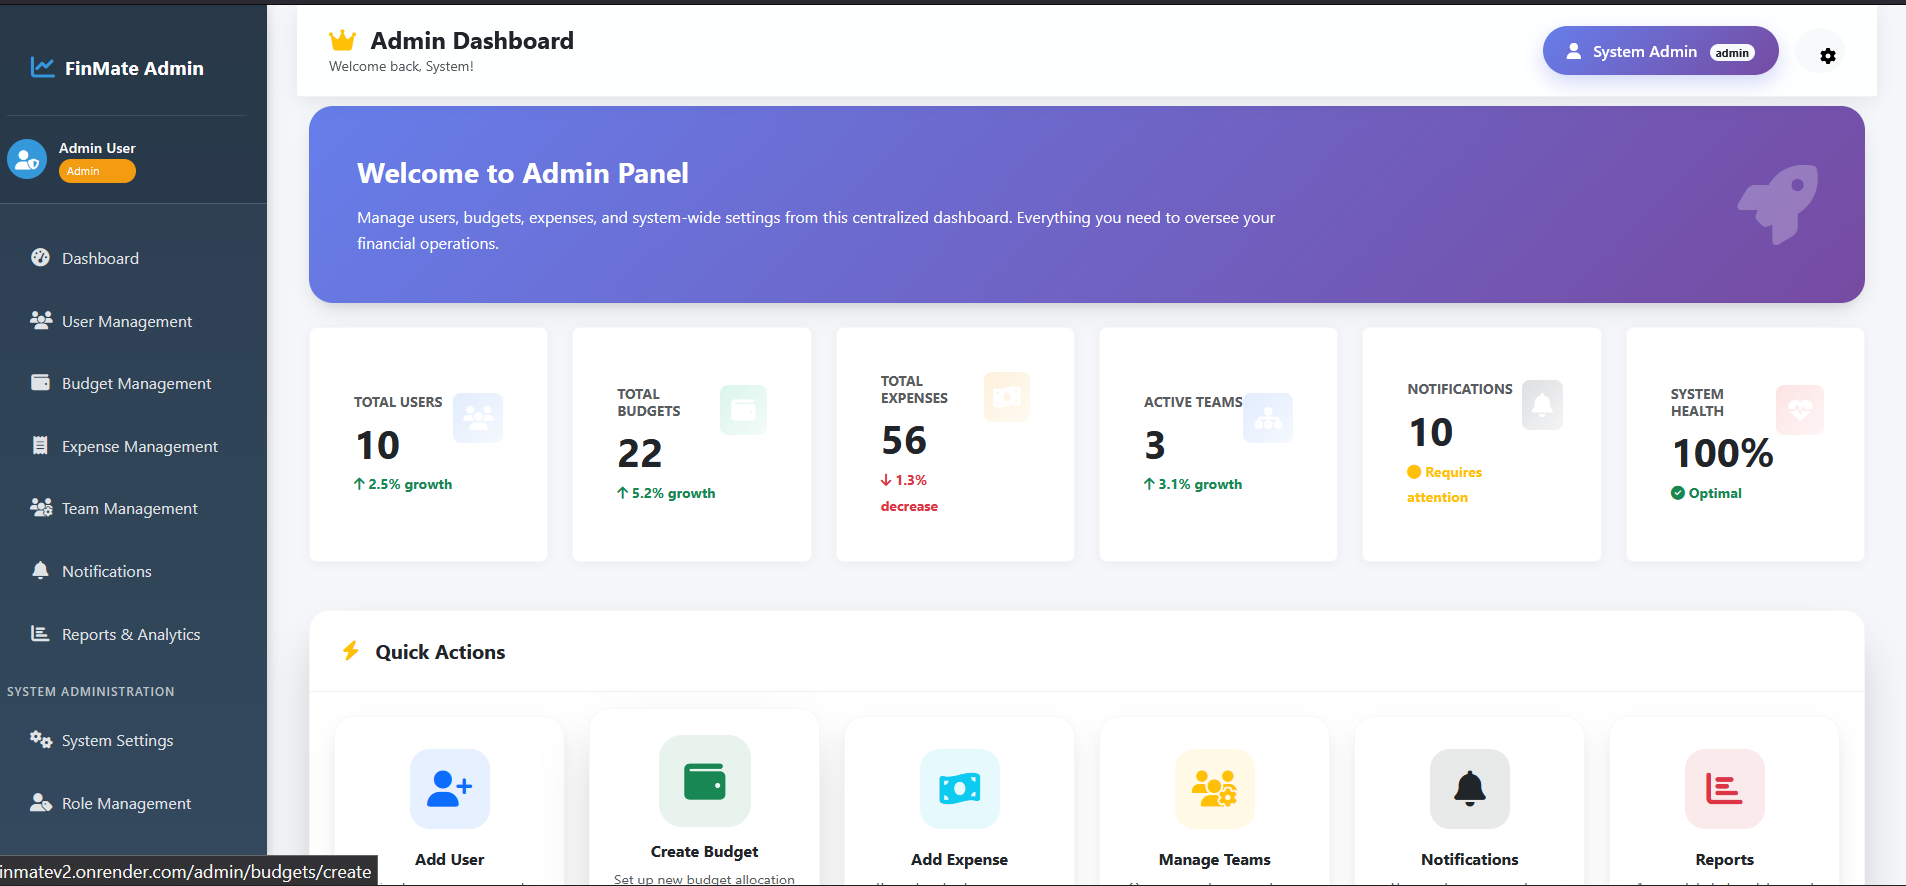 FinMate Admin
Admin User
Admin
Dashboard
User Management
Budget Management
Expense Management
Team Management
Notifications
Reports & Analytics
SYSTEM ADMINISTRATION
System Settings
Role Management
inmatev2.onrender.com/admin/budgets/create
Admin Dashboard
Welcome back, System!
System Admin admin
Welcome to Admin Panel
Manage users, budgets, expenses, and system-wide settings from this centralized dashboard. Everything you need to oversee your
financial operations.
TOTAL USERS
10
2.5% growth
TOTAL
BUDGETS
22
5.2% growth
TOTAL
EXPENSES
56
1.3%
decrease
ACTIVE TEAMS
3
3.1% growth
NOTIFICATIONS
10
Requires
attention
SYSTEM
HEALTH
100%
Optimal
Quick Actions
Add User
Create Budget
Set up new budget allocation
Add Expense
Manage Teams
Notifications
Reports